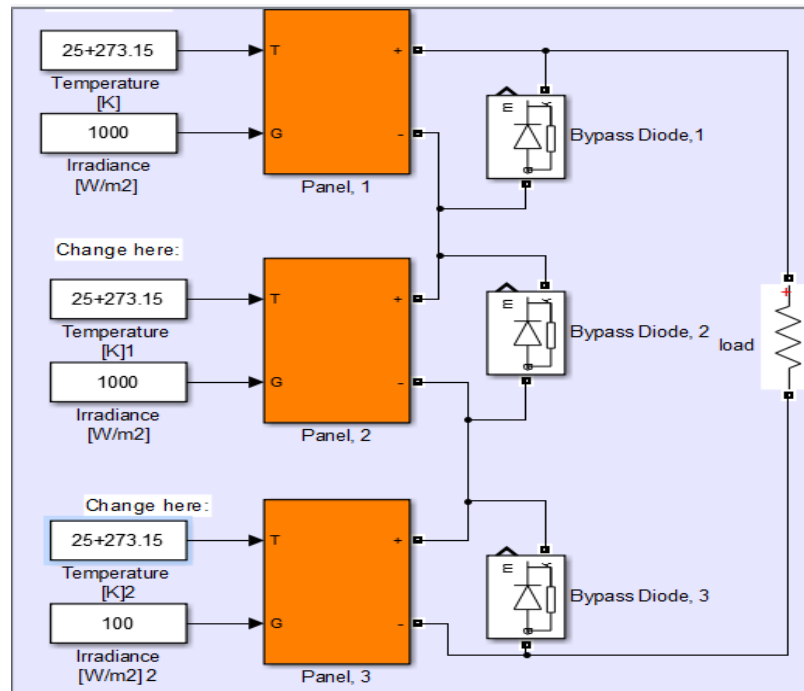 25+273.15
Temperature
[K]
T
+
1000
Irradiance
[W/m2]
G
-
Panel, 1
m
Bypass Diode,1
Change here:
25+273.15
Temperature
[K]1
T
+
1000
Irradiance
[W/m2]
G
-
Panel, 2
m
Bypass Diode, 2
+
load
Change here:
25+273.15
Temperature
[K]2
T
+
100
Irradiance
[W/m2] 2
G
-
Panel, 3
m
Bypass Diode, 3